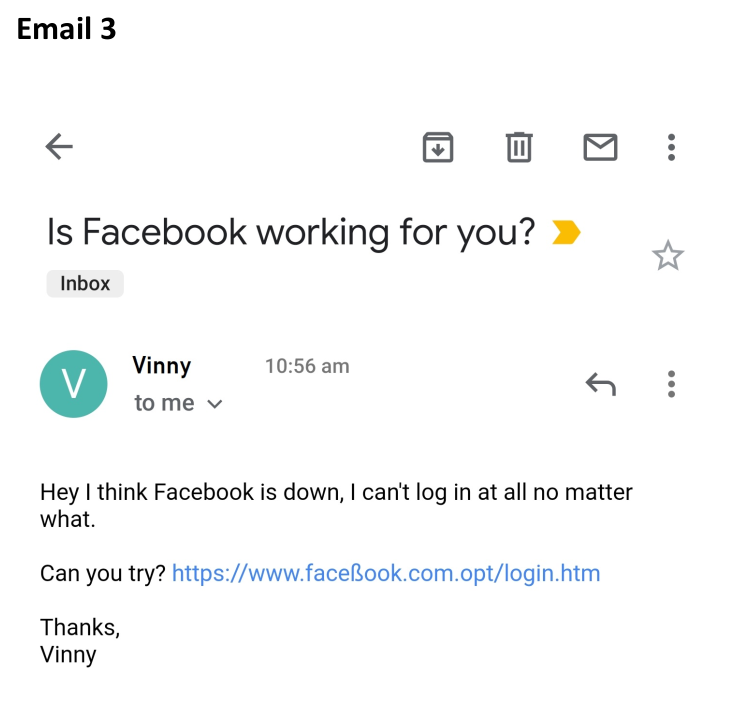 Email 3
Is Facebook working for you?
Inbox
V
Vinny 10:56 am
to me
Hey I think Facebook is down, I can't log in at all no matter
what.
Can you try? https://www.faceßook.com.opt/login.htm
Thanks,
Vinny